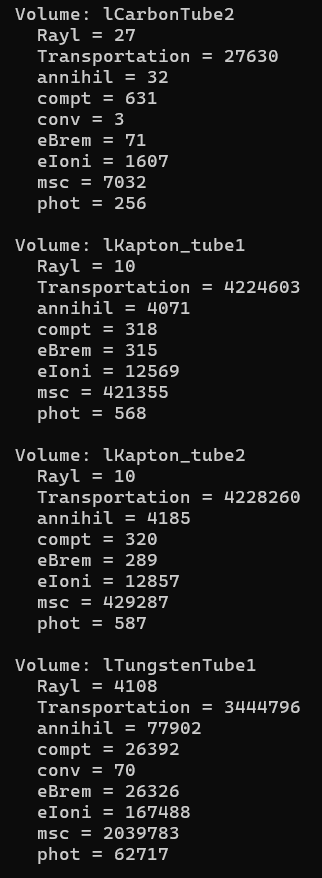 Volume: lCarbonTube2
Rayl = 27
Transportation = 27630
annihil = 32
compt = 631
conv = 3
eBrem = 71
eIoni = 1607
msc = 7032
phot = 256

Volume: lKapton_tube1
Rayl = 10
Transportation = 4224603
annihil = 4071
compt = 318
eBrem = 315
eIoni = 12569
msc = 421355
phot = 568

Volume: lKapton_tube2
Rayl = 10
Transportation = 4228260
annihil = 4185
compt = 320
eBrem = 289
eIoni = 12857
msc = 429287
phot = 587

Volume: lTungstenTube1
Rayl = 4108
Transportation = 3444796
annihil = 77902
compt = 26392
conv = 70
eBrem = 26326
eIoni = 167488
msc = 2039783
phot = 62717